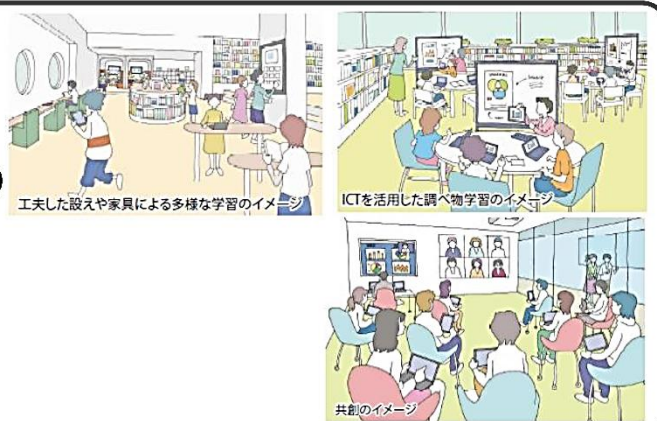 工夫した設えや家具による多様な学習のイメージ
ICTを活用した調べ物学習のイメージ
共創のイメージ